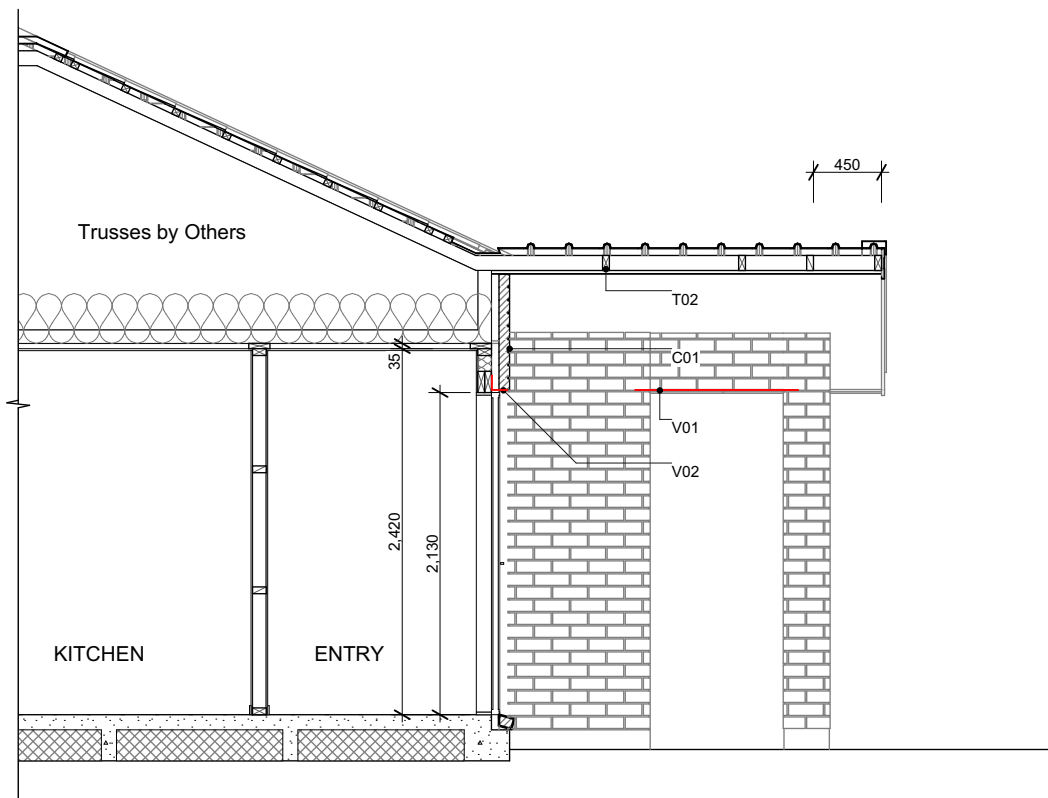 450
Trusses by Others
T02
C01
35
V01
V02
2,420
2,130
KITCHEN
ENTRY